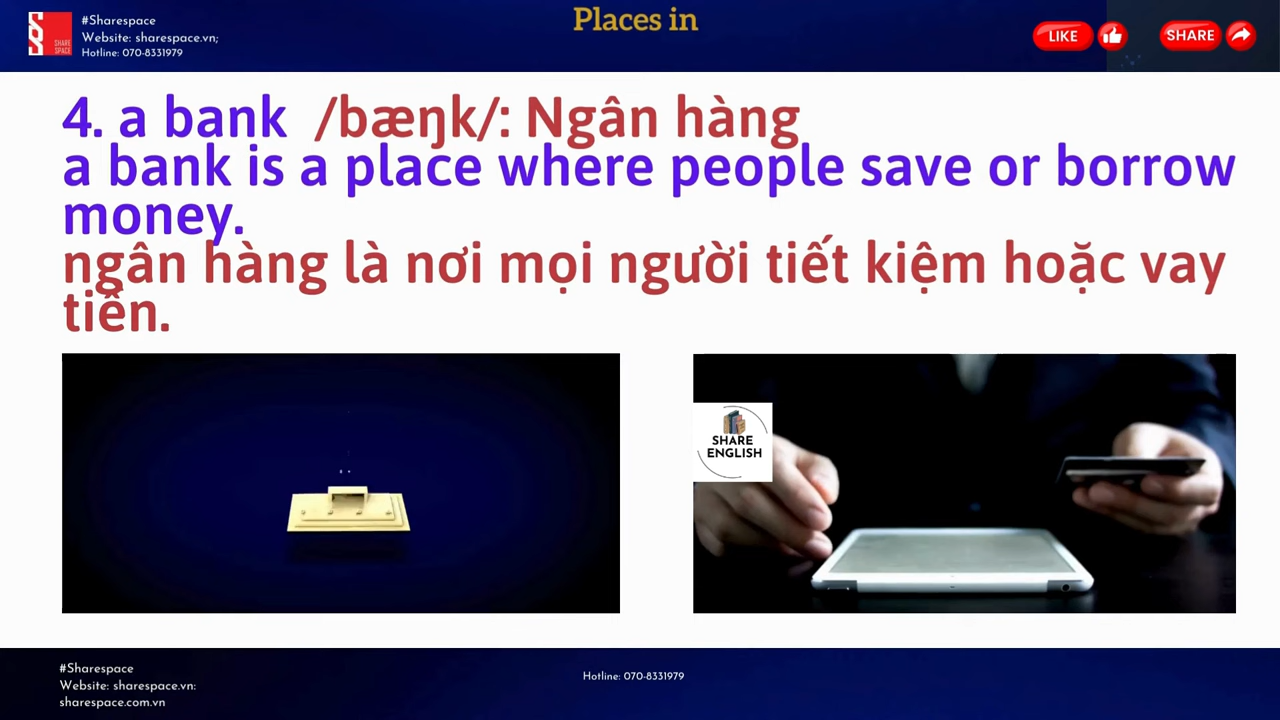 #Sharespace
Website: sharespace.vn;
Hotline: 070-8331979
SHARE
SPACE
Places in
LIKE
SHARE
4. a bank /bæŋk/: Ngân hàng
a bank is a place where people save or borrow
money.
ngân hàng là nơi mọi người tiết kiệm hoặc vay
tiền.
SHARE
ENGLISH
#Sharespace
Website: sharespace.vn:
sharespace.com.vn
Hotline: 070-8331979